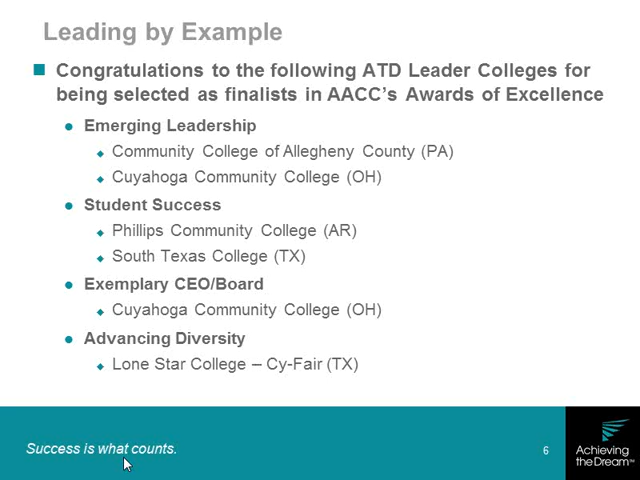 Leading by Example
Congratulations to the following ATD Leader Colleges for
being selected as finalists in AACC's Awards of Excellence
Emerging Leadership
Community College of Allegheny County (PA)
Cuyahoga Community College (OH)
Student Success
Phillips Community College (AR)
South Texas College (TX)
Exemplary CEO/Board
Cuyahoga Community College (OH)
Advancing Diversity
Lone Star College – Cy-Fair (TX)
Success is what counts.
6
Achieving
the Dream™